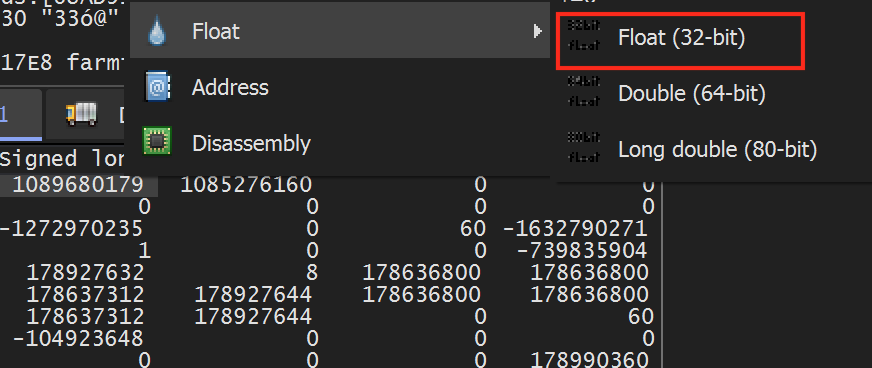 30 "33ó@"
17E8 farm
Float
Address
Disassembly
Float (32-bit)
Double (64-bit)
Long double (80-bit)
1
Signed lon
1089680179 1085276160 0 0
0 0 0 0
-1272970235 0 60 -1632790271
1 0 0 -739835904
178927632 8 178636800 178636800
178637312 178927644 178636800 178636800
178637312 178927644 0 60
-104923648 0 0 0
0 0 0 178990360